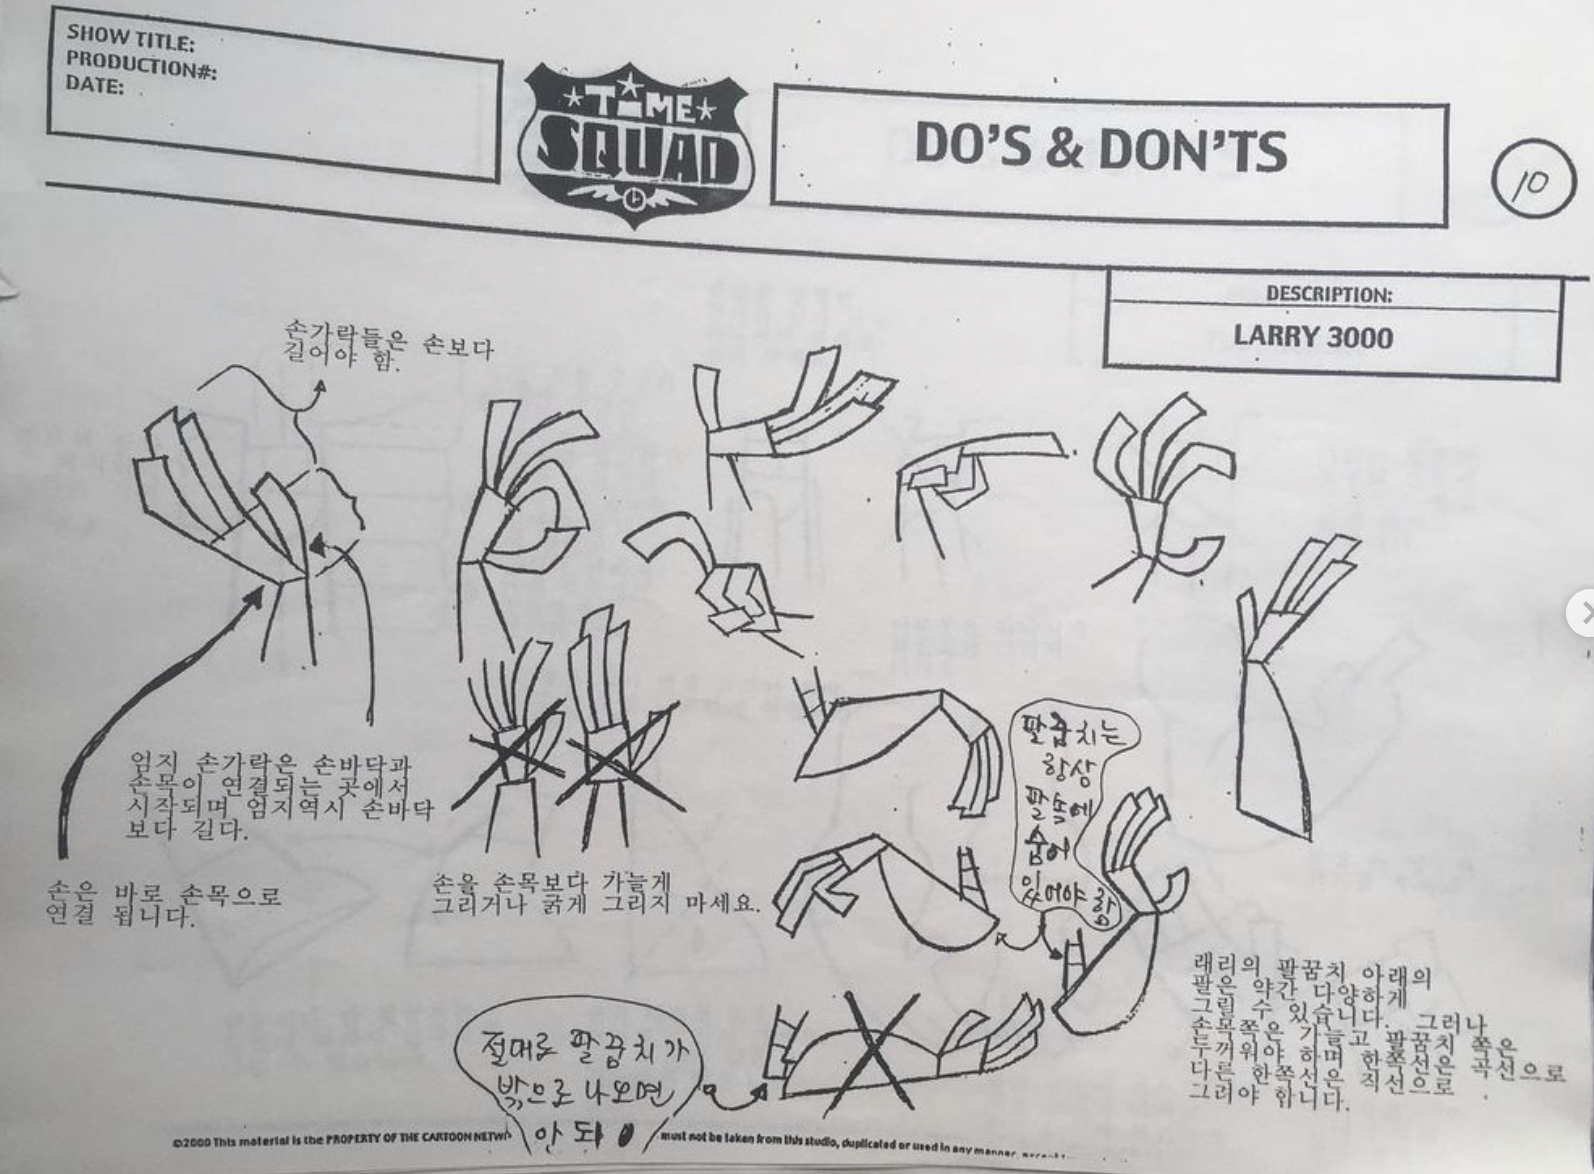 SHOW TITLE:
PRODUCTION#:
DATE:
TIME
SQUAD
DO'S & DON'TS
10
DESCRIPTION:
LARRY 3000
손가락들은 손보다
길어야 함.
엄지 손가락은 손바닥과
손목이 연결되는 곳에서
시작되며 엄지역시 손바닥
보다 길다.
손은 바로 손목으로
연결 됩니다.
손을 손목보다 가늘게
그리거나 굵게 그리지 마세요.
팔꿈치는
항상
팔속에
숨어
있어야 함
절대로 팔꿈치가
밖으로 나오면
안 되
래리의 팔꿈치 아래의
팔은 약간 다양하게
그릴 수 있습니다. 그러나
손목쪽은 가늘고 팔꿈치 쪽은
두꺼워야 하며 한쪽선은 곡선으로
다른 한쪽선은 직선으로
그려야 합니다.
©2000 This material is the PROPERTY OF THE CARTOON NETW must not be taken from this studio, duplicated or used in any manner,